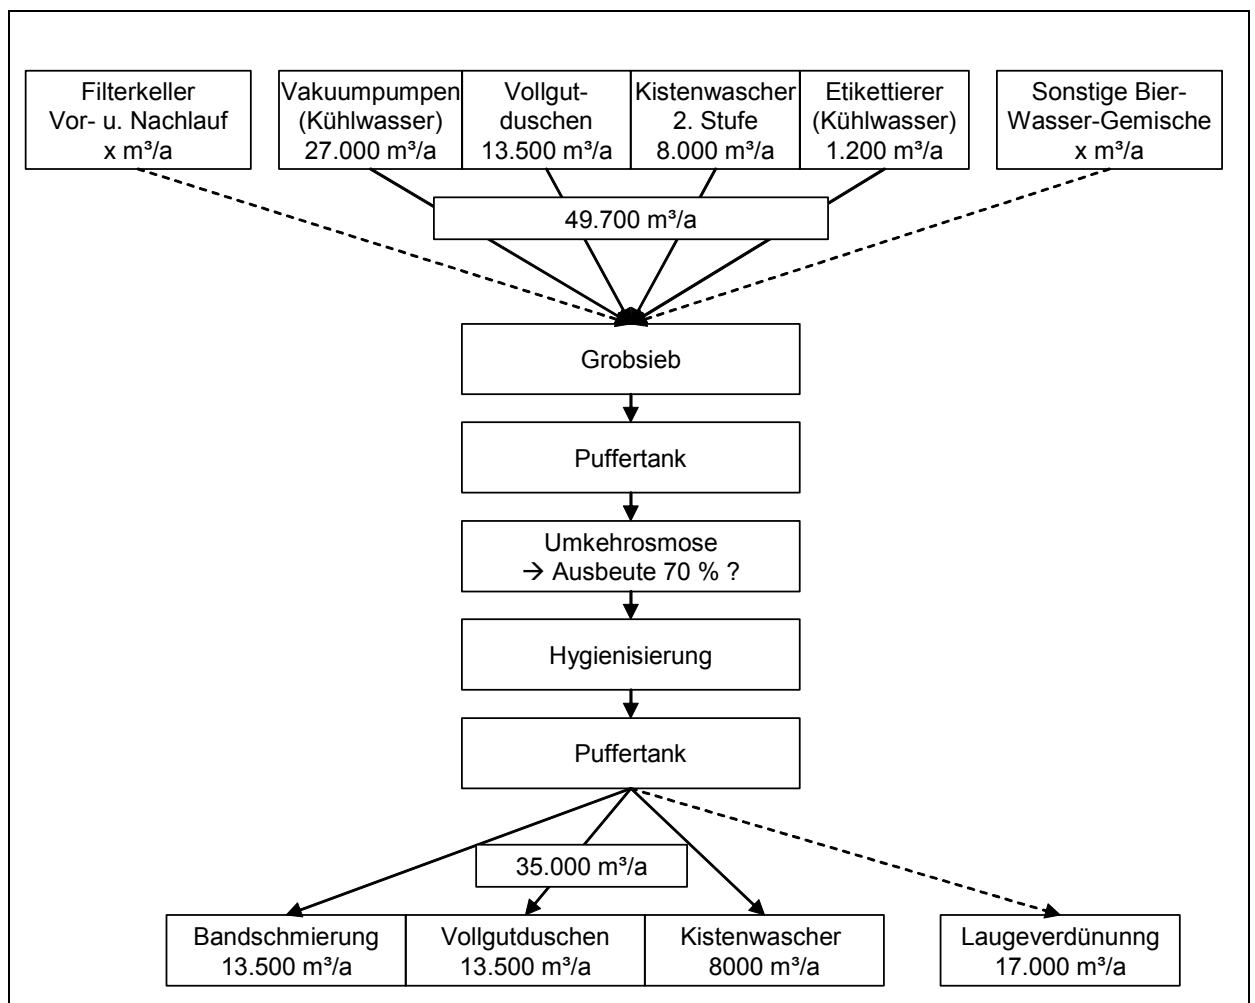 Filterkeller
Vor- u. Nachlauf
x m³/a
Vakuumpumpen
(Kühlwasser)
27.000 m³/a
Vollgut-
duschen
13.500 m³/a
Kistenwascher
2. Stufe
8.000 m³/a
Etikettierer
(Kühlwasser)
1.200 m³/a
Sonstige Bier-
Wasser-Gemische
x m³/a
49.700 m³/a
Grobsieb
Puffertank
Umkehrosmose
→ Ausbeute 70 % ?
Hygienisierung
Puffertank
35.000 m³/a
Bandschmierung
13.500 m³/a
Vollgutduschen
13.500 m³/a
Kistenwascher
8000 m³/a
Laugeverdünunng
17.000 m³/a